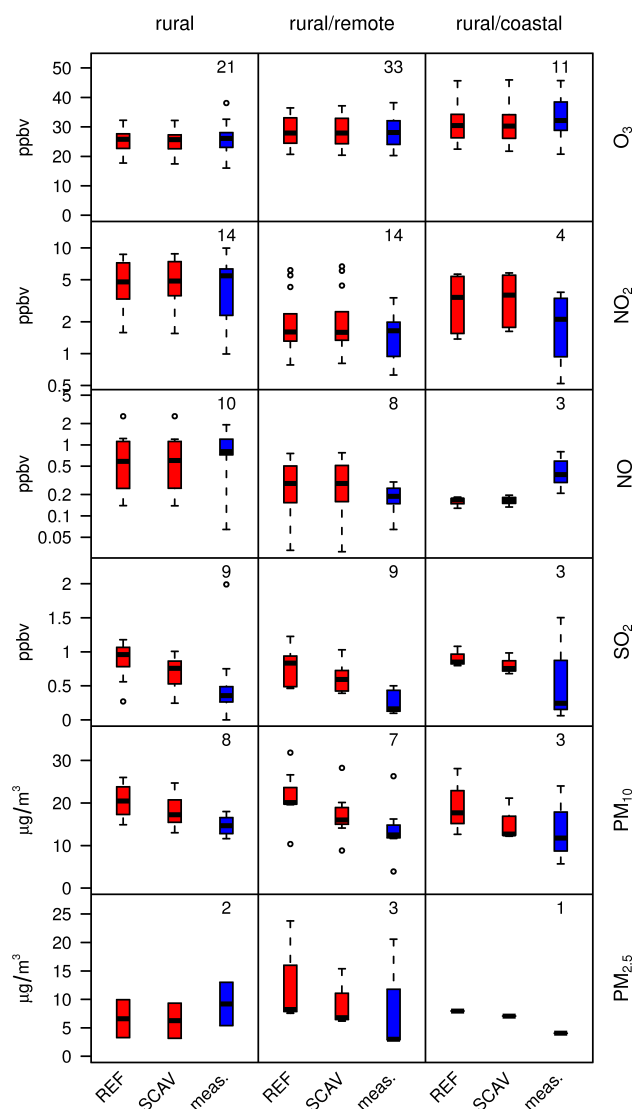 rural rural/remote rural/coastal
50 21 33 11
40
30
20
10
0
ppbv
O3
10 14 14 4
5
2
1
0.5
ppbv
NO2
5 10 8 3
2
1
0.5
0.2
0.1
0.05
ppbv
NO
2 9 9 3
1.5
1
0.5
0
ppbv
SO2
30 8 7 3
20
10
0
μg/m3
PM10
25 2 3 1
20
15
10
5
0
μg/m3
PM2.5
REF SCAV meas. REF SCAV meas. REF SCAV meas.